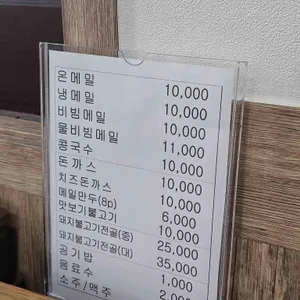 온메밀 10,000
냉메밀 10,000
비빔메밀 10,000
물비빔메밀 11,000
콩국수 10,000
돈까스 10,000
치즈돈까스 10,000
메밀만두(8p) 6,000
맛보기불고기 10,000
돼지불고기전골(중) 25,000
돼지불고기전골(대) 35,000
공기밥 1,000
음료수 2,000
소주/맥주